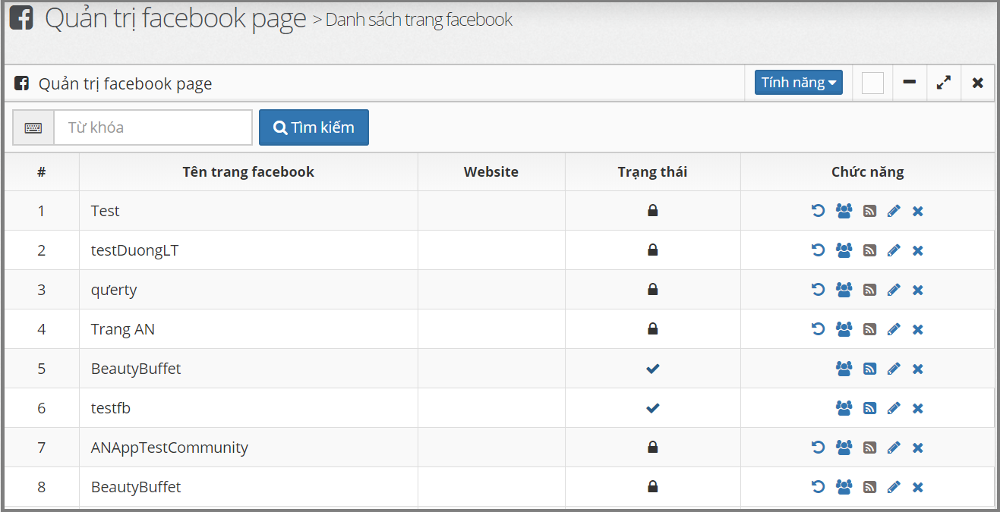 Quản trị facebook page > Danh sách trang facebook
Quản trị facebook page Tính năng
Từ khóa Tìm kiếm
# Tên trang facebook Website Trạng thái Chức năng
1 Test
2 testDuongLT
3 qưerty
4 Trang AN
5 BeautyBuffet
6 testfb
7 ANAppTestCommunity
8 BeautyBuffet